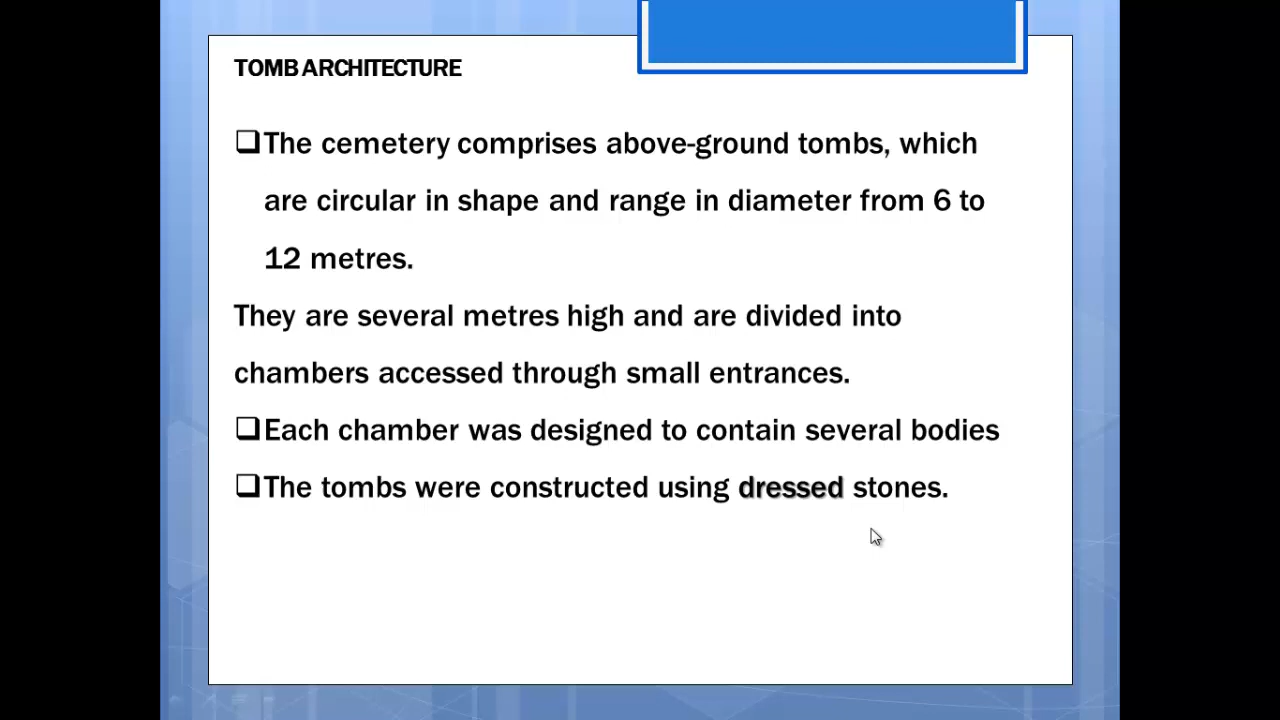 TOMB ARCHITECTURE
❑The cemetery comprises above-ground tombs, which
are circular in shape and range in diameter from 6 to
12 metres.
They are several metres high and are divided into
chambers accessed through small entrances.
❑Each chamber was designed to contain several bodies
❑The tombs were constructed using dressed stones.